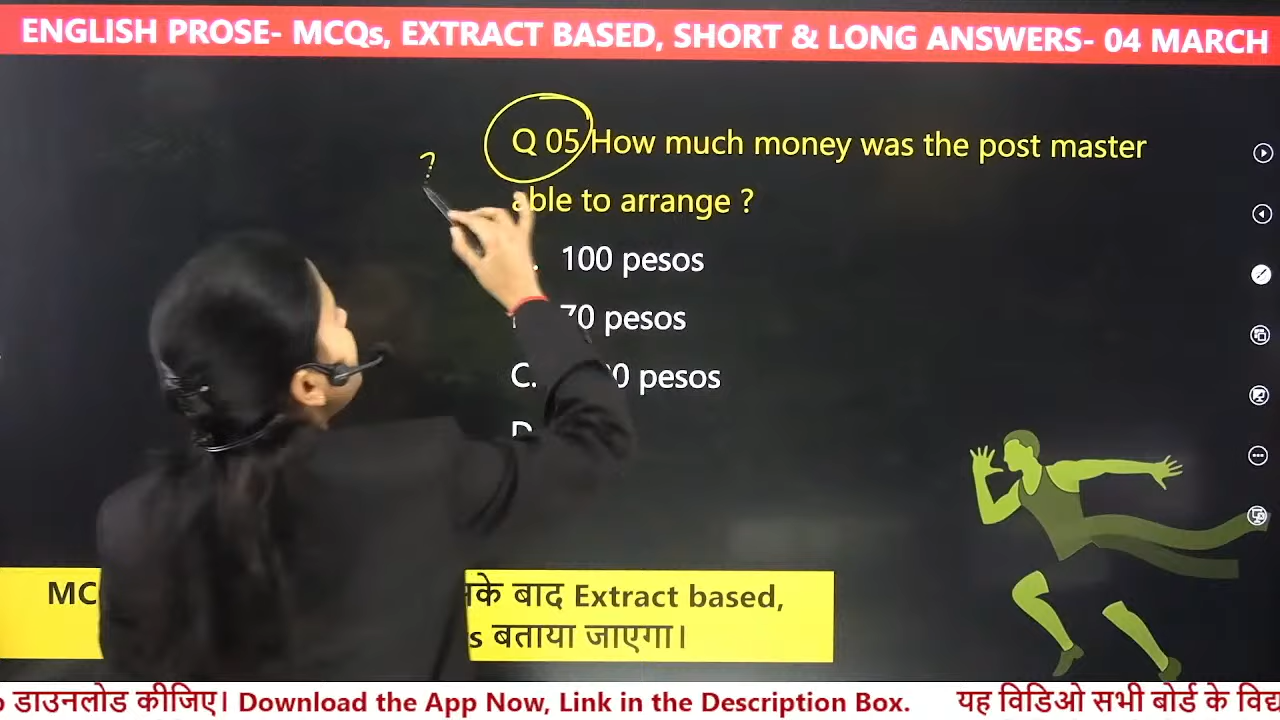 ENGLISH PROSE- MCQs, EXTRACT BASED, SHORT & LONG ANSWERS- 04 MARCH
Q 05 How much money was the post master
able to arrange ?
?
100 pesos
70 pesos
C. pesos
बाद Extract based,
बताया जाएगा।
डाउनलोड कीजिए। Download the App Now, Link in the Description Box. यह विडिओ सभी बोर्ड के